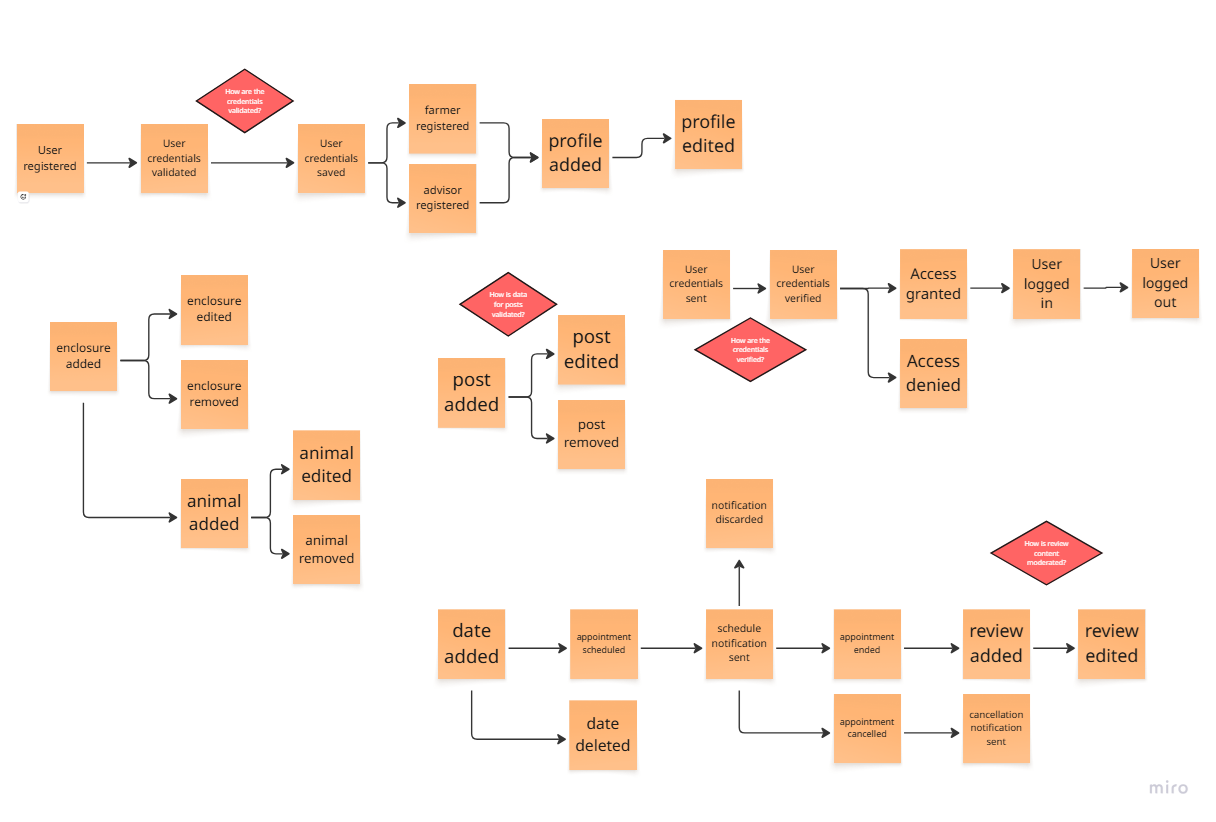 How are the
credentials
validated?
User
registered
User
credentials
validated
User
credentials
saved
farmer
registered
advisor
registered
profile
added
profile
edited
enclosure
added
enclosure
edited
enclosure
removed
animal
added
animal
edited
animal
removed
How is data
for posts
validated?
post
added
post
edited
post
removed
User
credentials
sent
User
credentials
verified
How are the
credentials
verified?
Access
granted
Access
denied
User
logged
in
User
logged
out
notification
discarded
How is review
content
moderated?
date
added
appointment
scheduled
schedule
notification
sent
appointment
ended
review
added
review
edited
date
deleted
appointment
cancelled
cancellation
notification
sent
miro